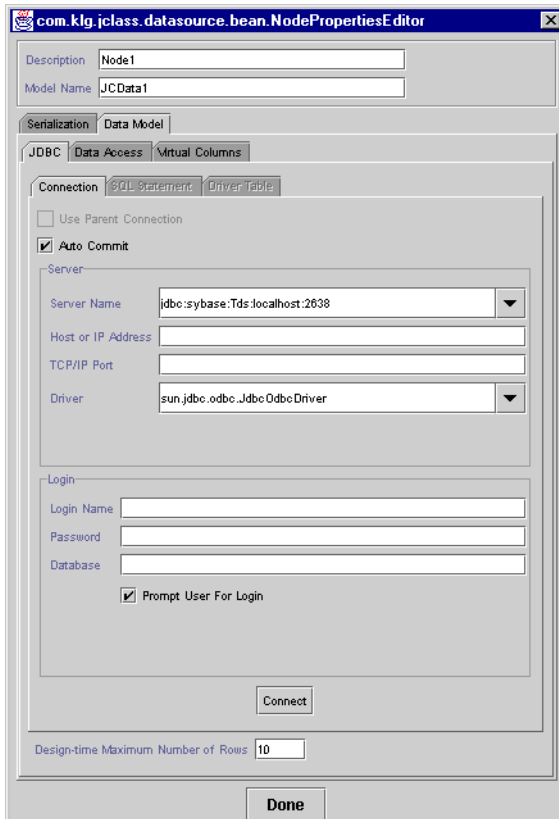 com.klg.jclass.datasource.bean.NodePropertiesEditor
Description Node1
Model Name JCData1
Serialization Data Model
JDBC Data Access Virtual Columns
Connection SQL Statement Driver Table
Use Parent Connection
Auto Commit
Server
Server Name jdbc:sybase:Tds:localhost:2638
Host or IP Address
TCP/IP Port
Driver sun.jdbc.odbc.JdbcOdbcDriver
Login
Login Name
Password
Database
Prompt User For Login
Connect
Design-time Maximum Number of Rows 10
Done